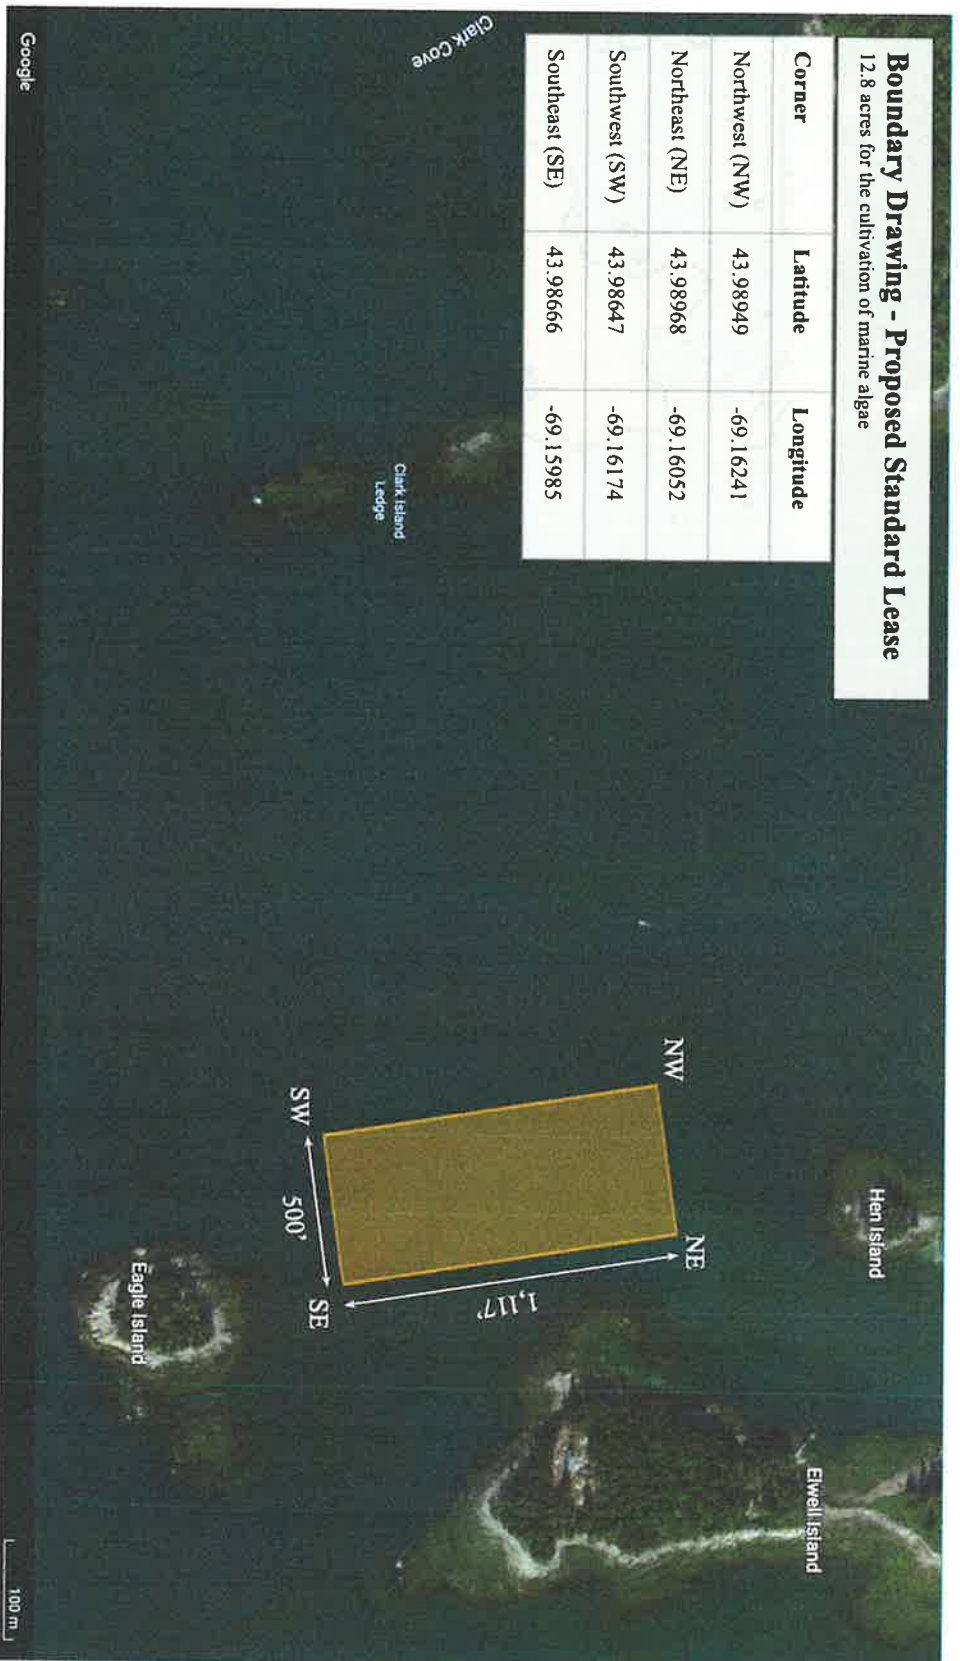 Boundary Drawing - Proposed Standard Lease
12.8 acres for the cultivation of marine algae
Corner Latitude Longitude
Northwest (NW) 43.98949 -69.16241
Northeast (NE) 43.98968 -69.16052
Southwest (SW) 43.98647 -69.16174
Southeast (SE) 43.98666 -69.15985
Clark Cove
Clark Island
Ledge
Hen Island
Elwell Island
NW
NE
1,117'
SW
500'
SE
Eagle Island
Google
100 m